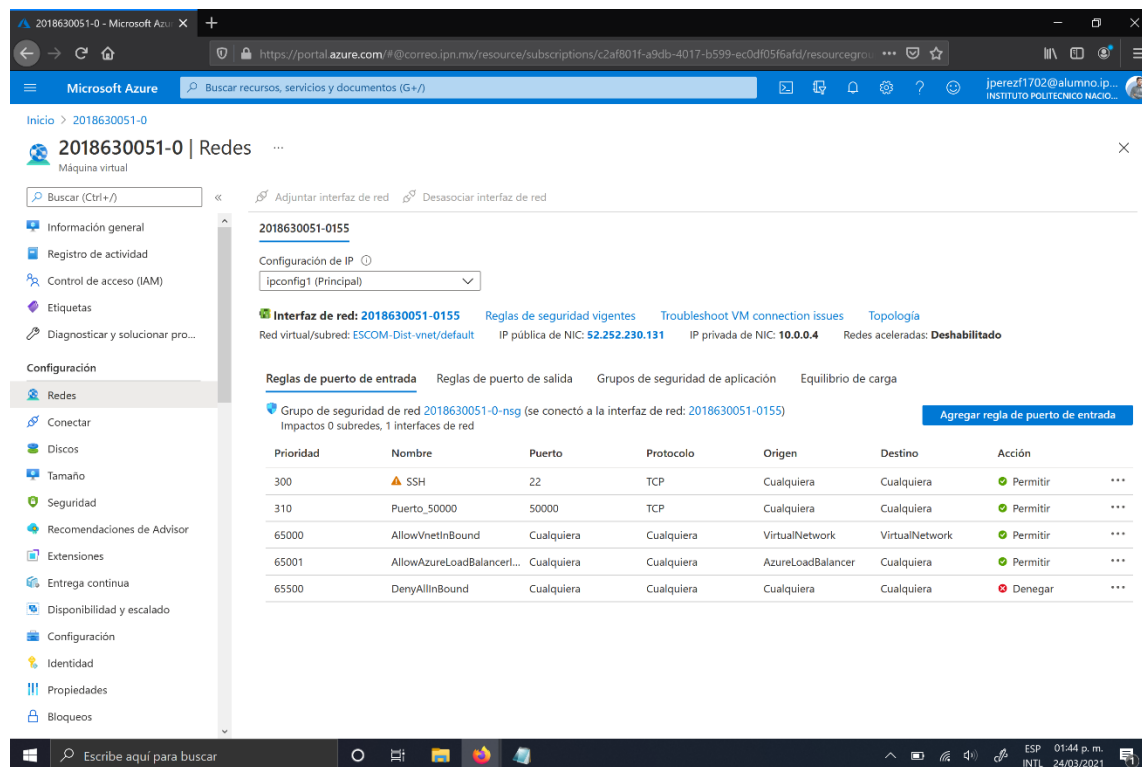 2018630051-0 - Microsoft Azu
https://portal.azure.com/#@correo.ipn.mx/resource/subscriptions/c2af801f-a9db-4017-b599-ec0df05f6afd/resourcegrou
Microsoft Azure
Buscar recursos, servicios y documentos (G+/)
jperezf1702@alumno.ip...
INSTITUTO POLITECNICO NACIO...
Inicio > 2018630051-0
2018630051-0 | Redes ...
Máquina virtual
Buscar (Ctrl+/)
«
Información general
Registro de actividad
Control de acceso (IAM)
Etiquetas
Diagnosticar y solucionar pro...
Configuración
Redes
Conectar
Discos
Tamaño
Seguridad
Recomendaciones de Advisor
Extensiones
Entrega continua
Disponibilidad y escalado
Configuración
Identidad
Propiedades
Bloqueos
Adjuntar interfaz de red Desasociar interfaz de red
2018630051-0155
Configuración de IP
ipconfig1 (Principal)
Interfaz de red: 2018630051-0155 Reglas de seguridad vigentes Troubleshoot VM connection issues Topología
Red virtual/subred: ESCOM-Dist-vnet/default IP pública de NIC: 52.252.230.131 IP privada de NIC: 10.0.0.4 Redes aceleradas: Deshabilitado
Reglas de puerto de entrada Reglas de puerto de salida Grupos de seguridad de aplicación Equilibrio de carga
Grupo de seguridad de red 2018630051-0-nsg (se conectó a la interfaz de red: 2018630051-0155)
Impactos 0 subredes, 1 interfaces de red
Agregar regla de puerto de entrada
Prioridad Nombre Puerto Protocolo Origen Destino Acción
300 SSH 22 TCP Cualquiera Cualquiera Permitir ...
310 Puerto_50000 50000 TCP Cualquiera Cualquiera Permitir ...
65000 AllowVnetInBound Cualquiera Cualquiera VirtualNetwork VirtualNetwork Permitir ...
65001 AllowAzureLoadBalancerI... Cualquiera Cualquiera AzureLoadBalancer Cualquiera Permitir ...
65500 DenyAllInBound Cualquiera Cualquiera Cualquiera Cualquiera Denegar ...
Escribe aquí para buscar
ESP 01:44 p. m.
INTL 24/03/2021